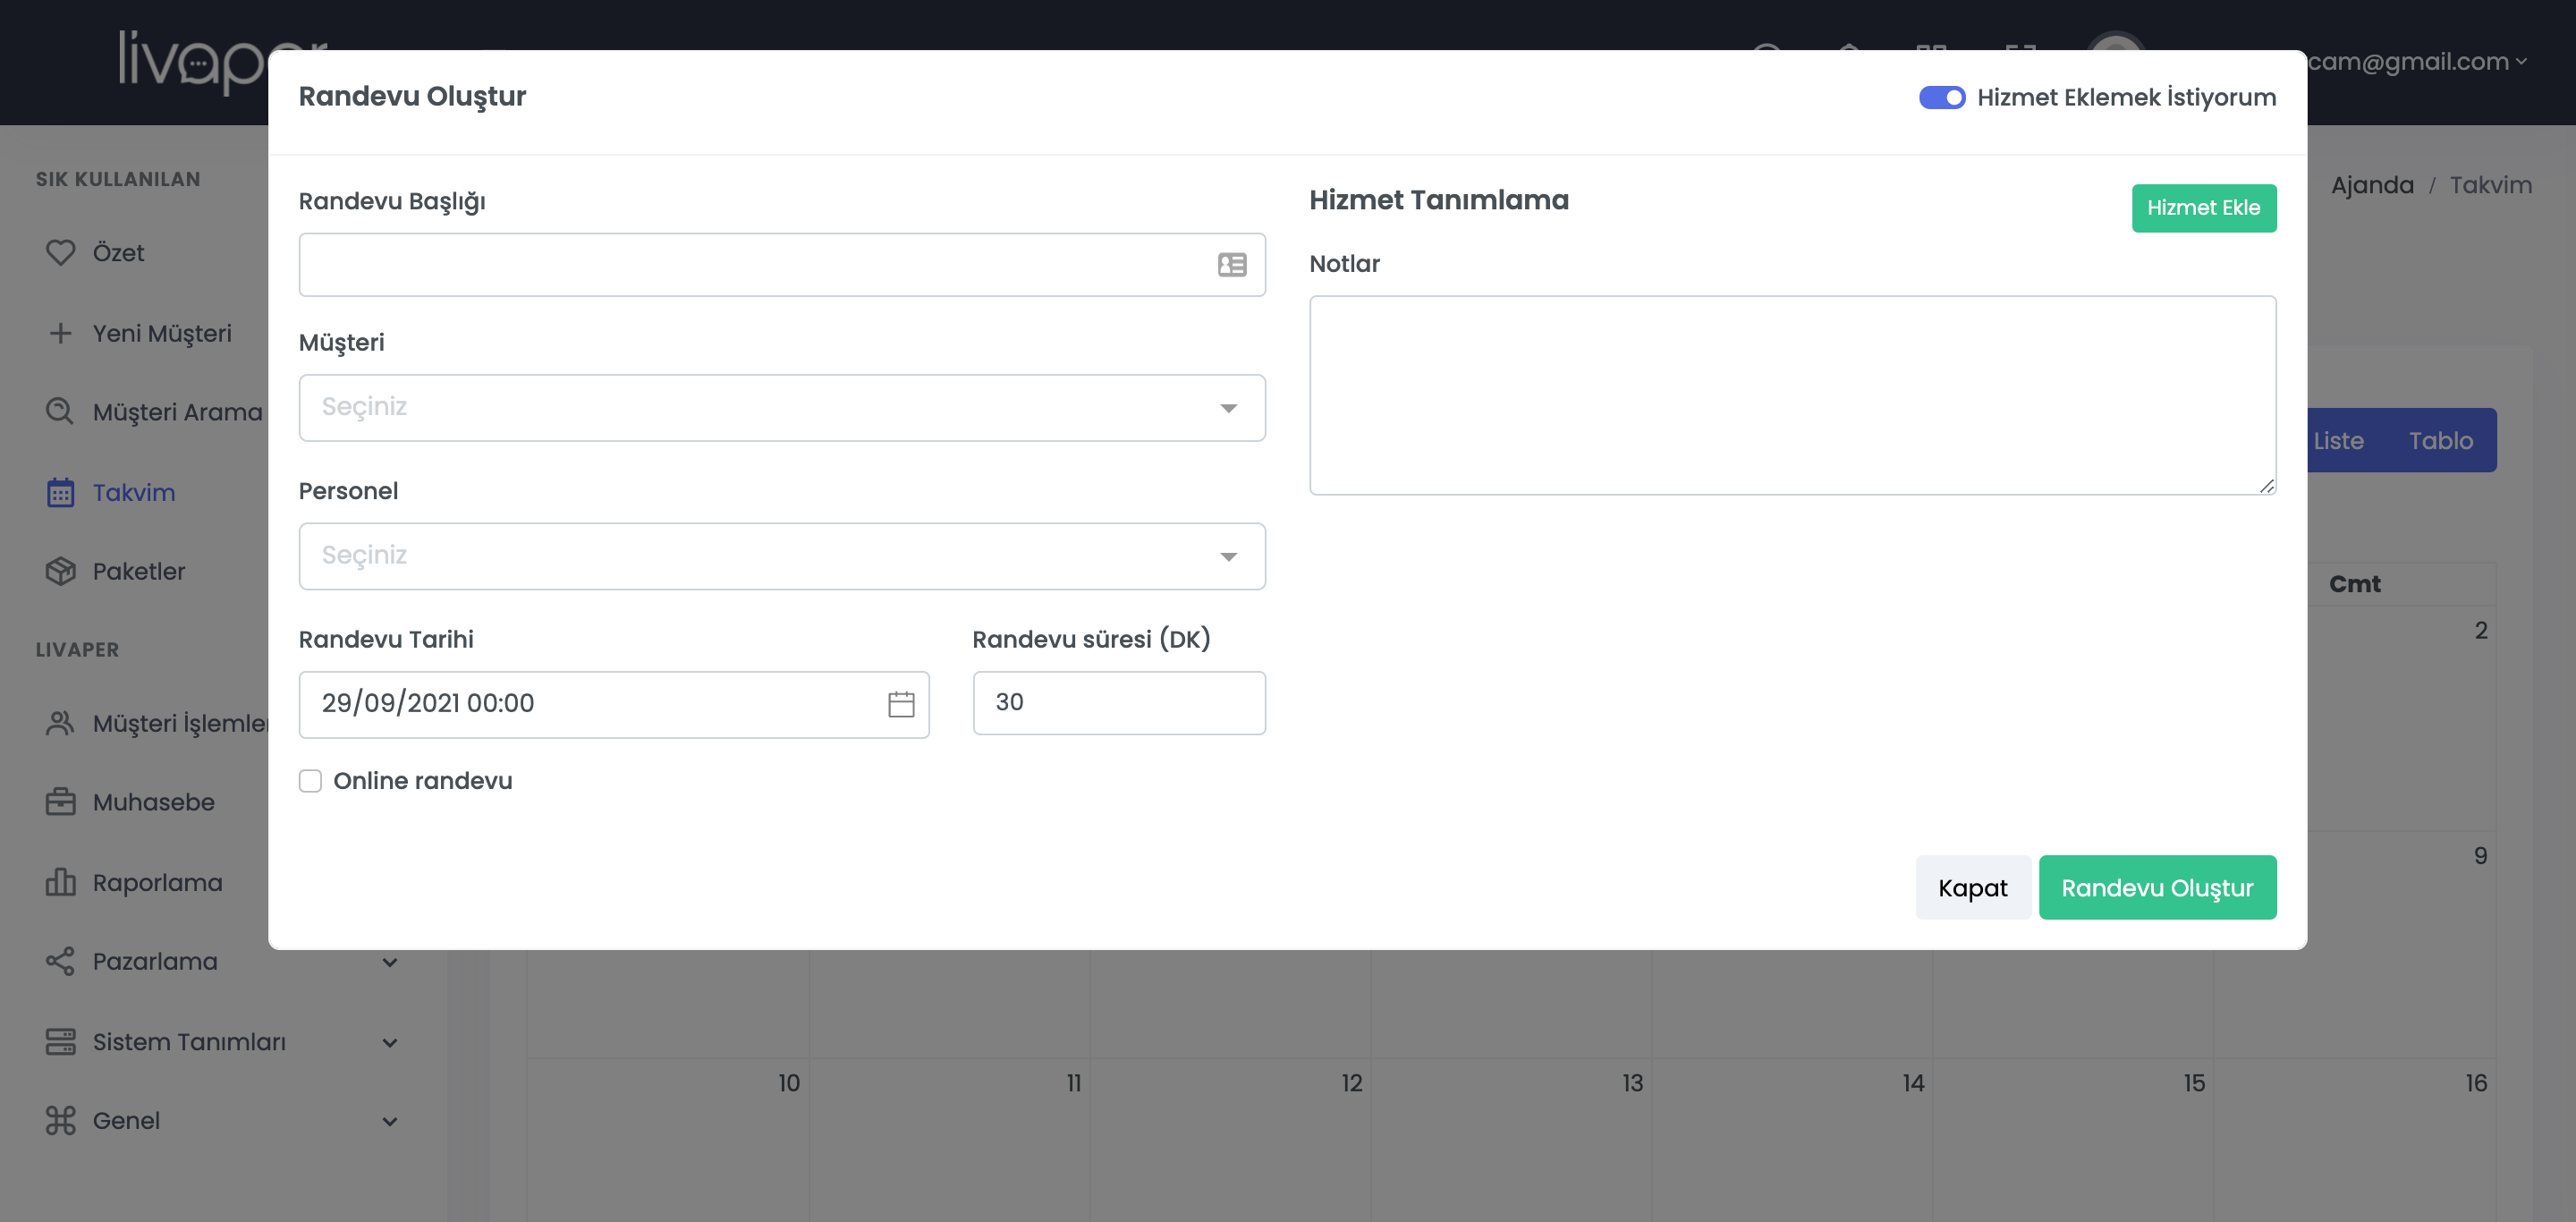 Randevu Oluştur
Hizmet Eklemek İstiyorum
cam@gmail.com
SIK KULLANILAN
Özet
Yeni Müşteri
Müşteri Arama
Takvim
Paketler
LIVAPER
Müşteri İşlemler
Muhasebe
Raporlama
Pazarlama
Sistem Tanımları
Genel
Randevu Başlığı
Müşteri
Seçiniz
Personel
Seçiniz
Randevu Tarihi
Randevu süresi (DK)
29/09/2021 00:00
30
Online randevu
Hizmet Tanımlama
Hizmet Ekle
Notlar
Kapat
Randevu Oluştur
Ajanda / Takvim
Liste
Tablo
Cmt
2
9
10
11
12
13
14
15
16